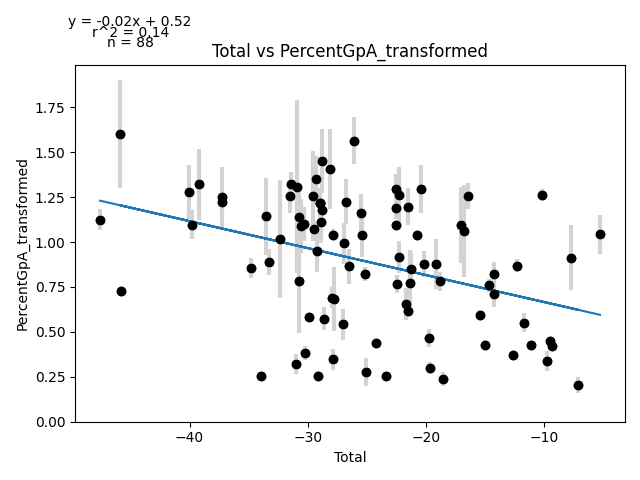 y = -0.02x + 0.52
r^2 = 0.14
n = 88
Total vs PercentGpA_transformed
PercentGpA_transformed
1.75
1.50
1.25
1.00
0.75
0.50
0.25
0.00
−40
−30
−20
−10
Total